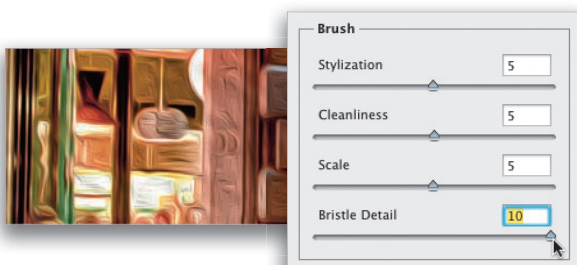 Brush
Stylization 5
Cleanliness 5
Scale 5
Bristle Detail 10